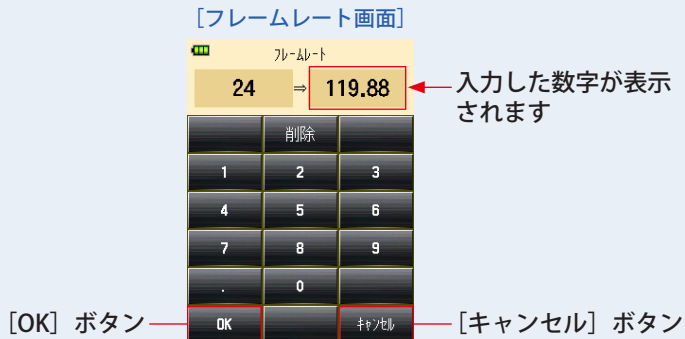 ［フレームレート画面］
ﾌﾚｰﾑﾚｰﾄ
24 ⇒ 119.88
入力した数字が表示
されます
削除
1 2 3
4 5 6
7 8 9
. 0
［OK］ボタン
OK ｷｬﾝｾﾙ
［キャンセル］ボタン